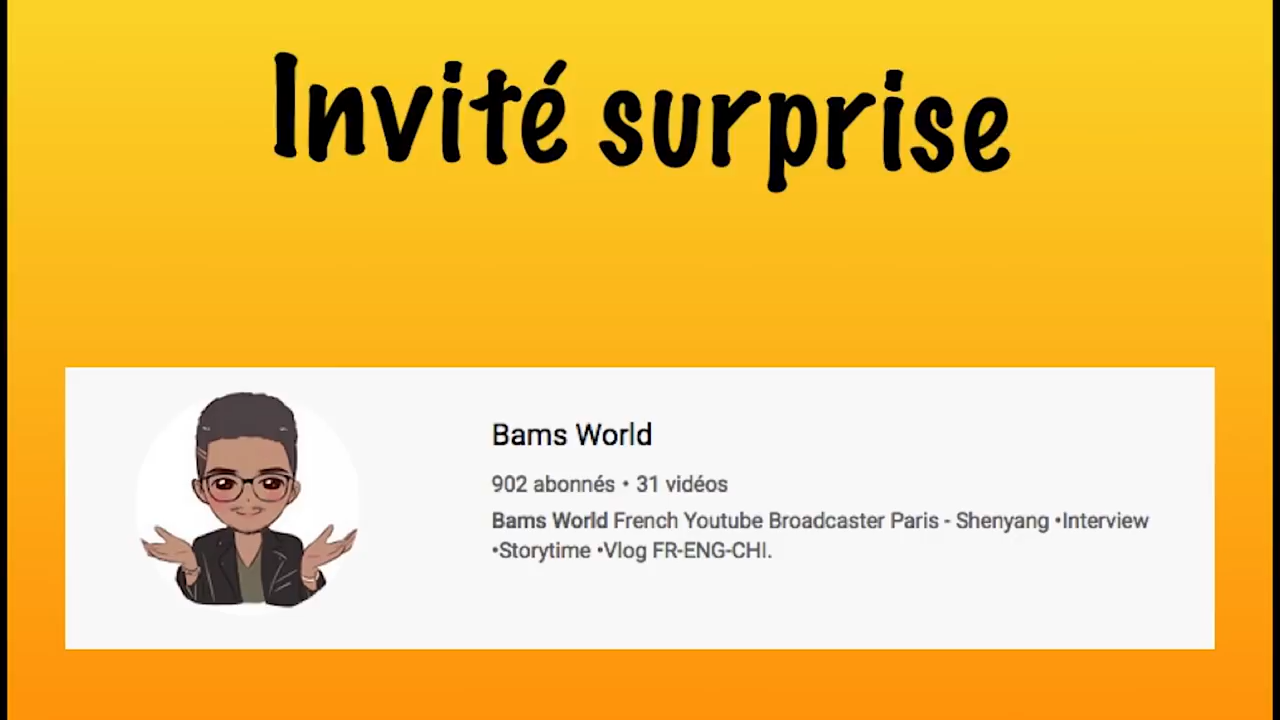 Invité surprise
Bams World
902 abonnés • 31 vidéos
Bams World French Youtube Broadcaster Paris - Shenyang •Interview
•Storytime •Vlog FR-ENG-CHI.